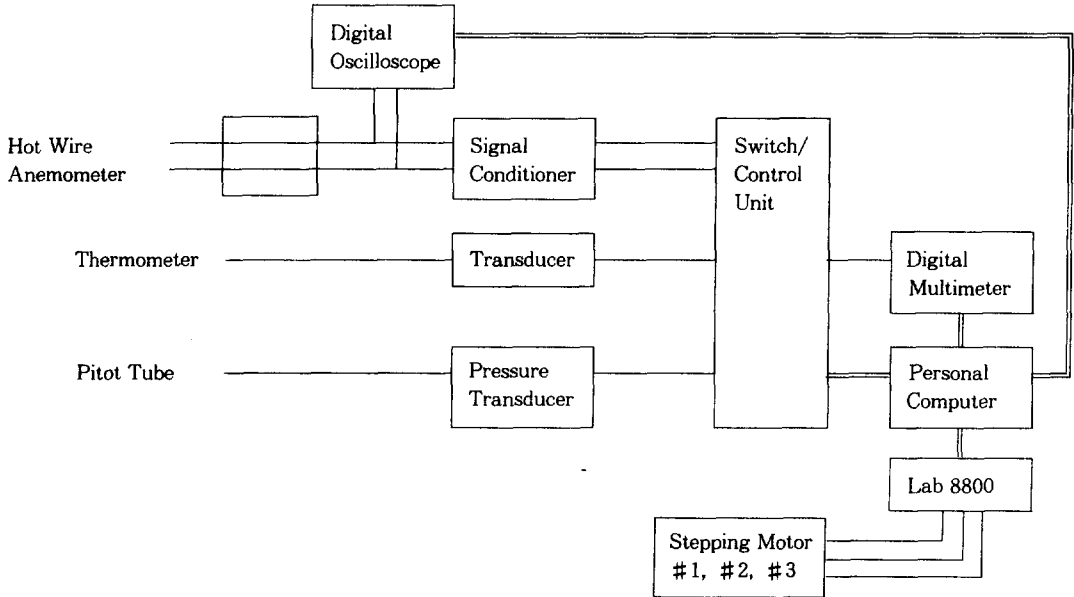 Digital
Oscilloscope
Hot Wire
Anemometer
Signal
Conditioner
Switch/
Control
Unit
Thermometer
Transducer
Digital
Multimeter
Pitot Tube
Pressure
Transducer
Personal
Computer
Lab 8800
Stepping Motor
#1, #2, #3